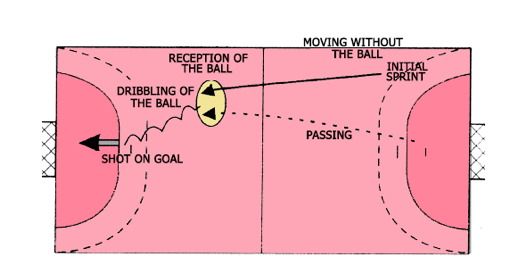 MOVING WITHOUT
THE BALL
RECEPTION OF
THE BALL
INITIAL
SPRINT
DRIBBLING OF
THE BALL
PASSING
SHOT ON GOAL